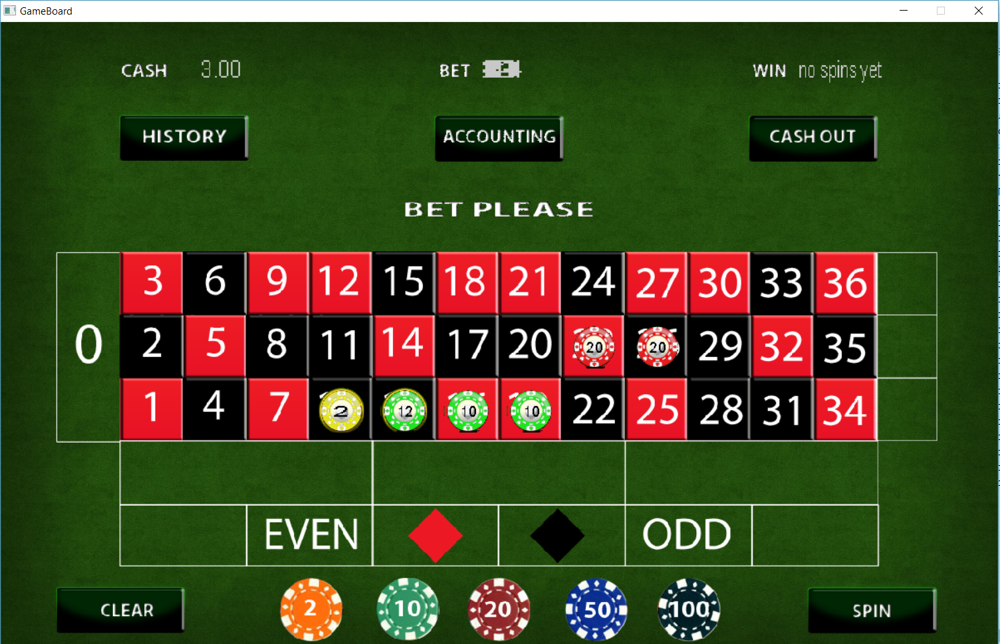 GameBoard
CASH 3.00 BET WIN no spins yet
HISTORY ACCOUNTING CASH OUT
BET PLEASE
3 6 9 12 15 18 21 24 27 30 33 36
0 2 5 8 11 14 17 20 20 20 29 32 35
1 4 7 2 12 10 10 22 25 28 31 34
EVEN ODD
CLEAR 2 10 20 50 100 SPIN